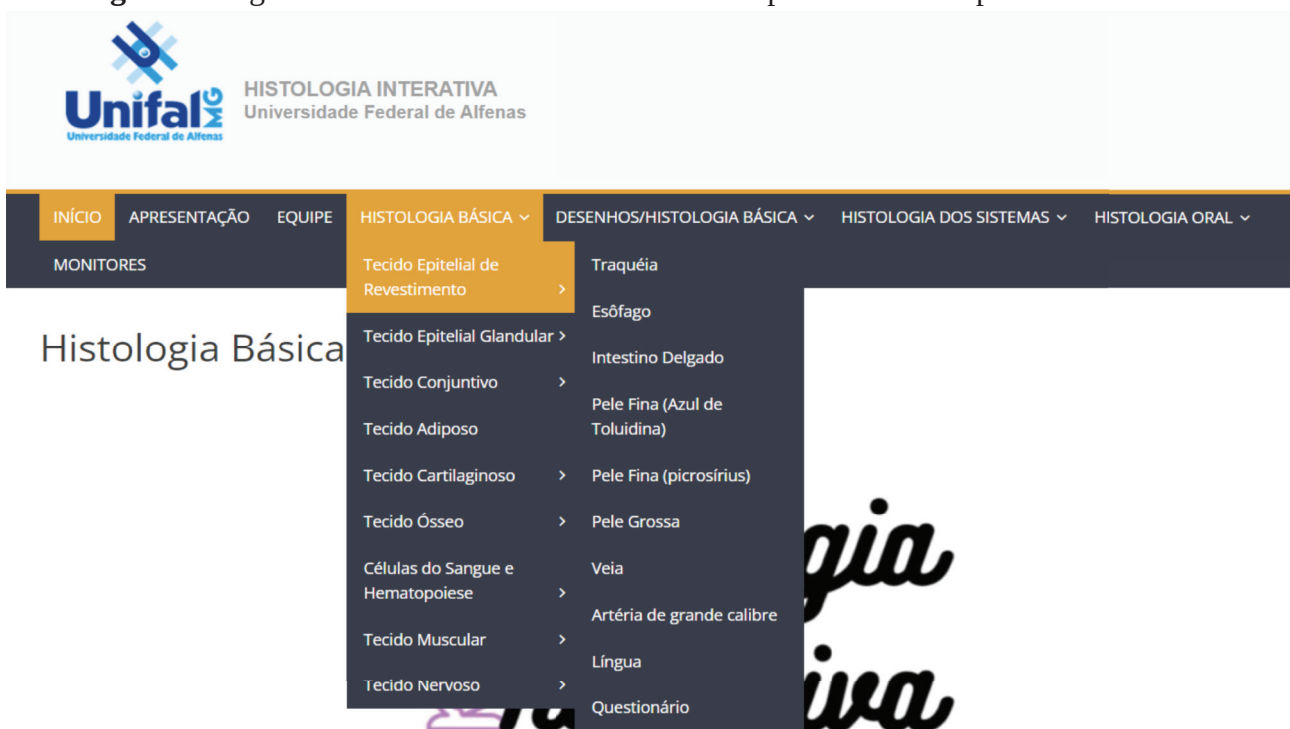 Unifal MG
Universidade Federal de Alfenas
HISTOLOGIA INTERATIVA
Universidade Federal de Alfenas
INÍCIO APRESENTAÇÃO EQUIPE HISTOLOGIA BÁSICA DESENHOS/HISTOLOGIA BÁSICA HISTOLOGIA DOS SISTEMAS HISTOLOGIA ORAL
MONITORES
Histologia Básica
Tecido Epitelial de
Revestimento
Tecido Epitelial Glandular
Tecido Conjuntivo
Tecido Adiposo
Tecido Cartilaginoso
Tecido Ósseo
Células do Sangue e
Hematopoiese
Tecido Muscular
Tecido Nervoso
Traquéia
Esôfago
Intestino Delgado
Pele Fina (Azul de
Toluidina)
Pele Fina (picrosírius)
Pele Grossa
Veia
Artéria de grande calibre
Língua
Questionário
gia
iva